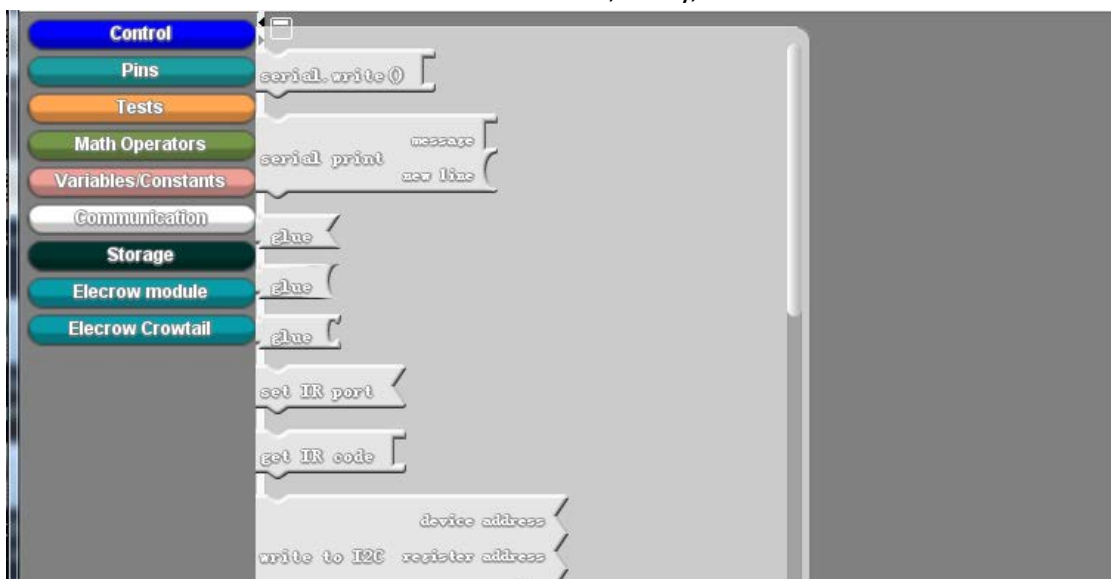 Control
Pins
Tests
Math Operators
Variables/Constants
Communication
Storage
Elecrow module
Elecrow Crowtail
serial.write()
message
serial print
new line
glue
glue
glue
set IR port
get IR code
device address
write to I2C register address